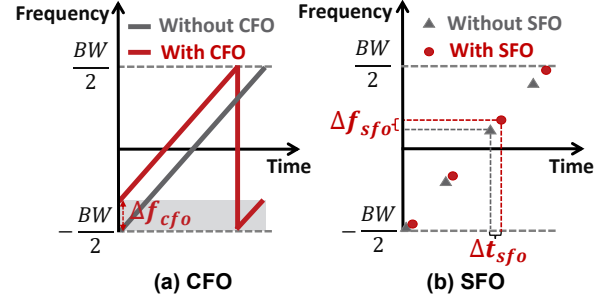 Frequency
Without CFO
With CFO
BW/2
Time
Δf_cfo
−BW/2
(a) CFO
Frequency
Without SFO
With SFO
BW/2
Δf_sfo
Time
−BW/2
Δt_sfo
(b) SFO